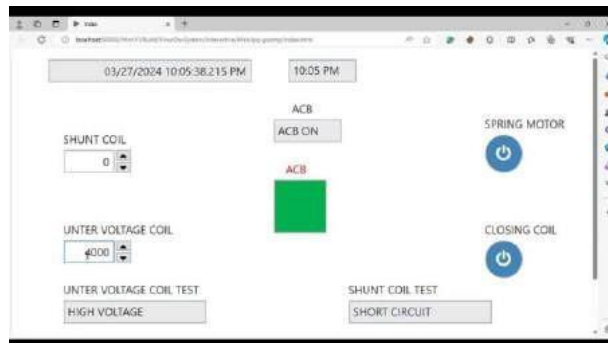 Index
03/27/2024 10:05:38.215 PM
10:05 PM
ACB
ACB ON
SHUNT COIL
0
SPRING MOTOR
ACB
UNTER VOLTAGE COIL
4000
CLOSING COIL
UNTER VOLTAGE COIL TEST
HIGH VOLTAGE
SHUNT COIL TEST
SHORT CIRCUIT